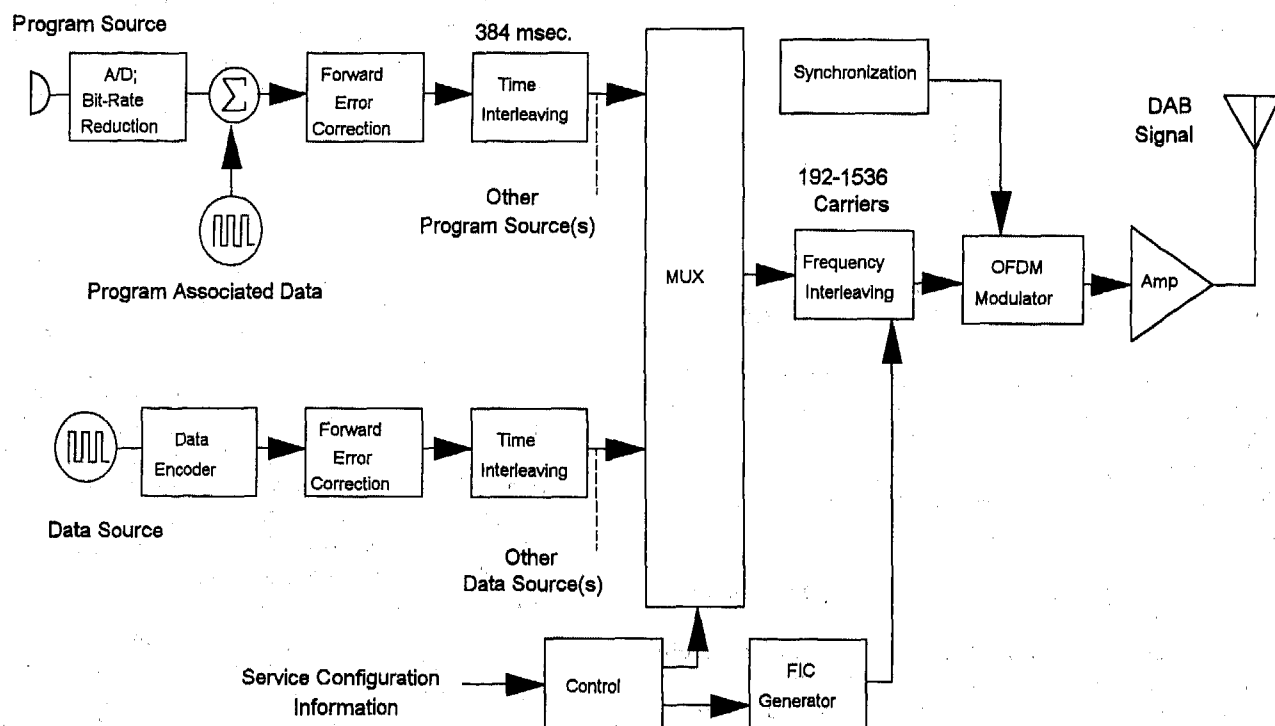 Program Source
A/D;
Bit-Rate
Reduction
Σ
Forward
Error
Correction
384 msec.
Time
Interleaving
Other
Program Source(s)
Program Associated Data
MUX
Synchronization
192-1536
Carriers
Frequency
Interleaving
OFDM
Modulator
Amp
DAB
Signal
Data
Encoder
Forward
Error
Correction
Time
Interleaving
Data Source
Other
Data Source(s)
Service Configuration
Information
Control
FIC
Generator